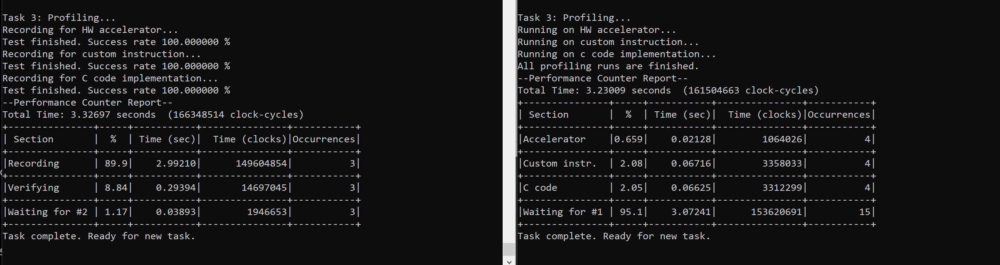 Task 3: Profiling...
Recording for HW accelerator...
Test finished. Success rate 100.000000 %
Recording for custom instruction...
Test finished. Success rate 100.000000 %
Recording for C code implementation...
Test finished. Success rate 100.000000 %
--Performance Counter Report--
Total Time: 3.32697 seconds  (166348514 clock-cycles)
+---------------+-----+-----------+---------------+-----------+
| Section       |  %  | Time (sec)|  Time (clocks)|Occurrences|
+---------------+-----+-----------+---------------+-----------+
|Recording      | 89.9|    2.99210|      149604854|          3|
+---------------+-----+-----------+---------------+-----------+
|Verifying      | 8.84|    0.29394|       14697045|          3|
+---------------+-----+-----------+---------------+-----------+
|Waiting for #2 | 1.17|    0.03893|        1946653|          3|
+---------------+-----+-----------+---------------+-----------+
Task complete. Ready for new task.
Task 3: Profiling...
Running on HW accelerator...
Running on custom instruction...
Running on c code implementation...
All profiling runs are finished.
--Performance Counter Report--
Total Time: 3.23009 seconds  (161504663 clock-cycles)
+---------------+-----+-----------+---------------+-----------+
| Section       |  %  | Time (sec)|  Time (clocks)|Occurrences|
+---------------+-----+-----------+---------------+-----------+
|Accelerator    |0.659|    0.02128|        1064026|          4|
+---------------+-----+-----------+---------------+-----------+
|Custom instr.  | 2.08|    0.06716|        3358033|          4|
+---------------+-----+-----------+---------------+-----------+
|C code         | 2.05|    0.06625|        3312299|          4|
+---------------+-----+-----------+---------------+-----------+
|Waiting for #1 | 95.1|    3.07241|      153620691|         15|
+---------------+-----+-----------+---------------+-----------+
Task complete. Ready for new task.